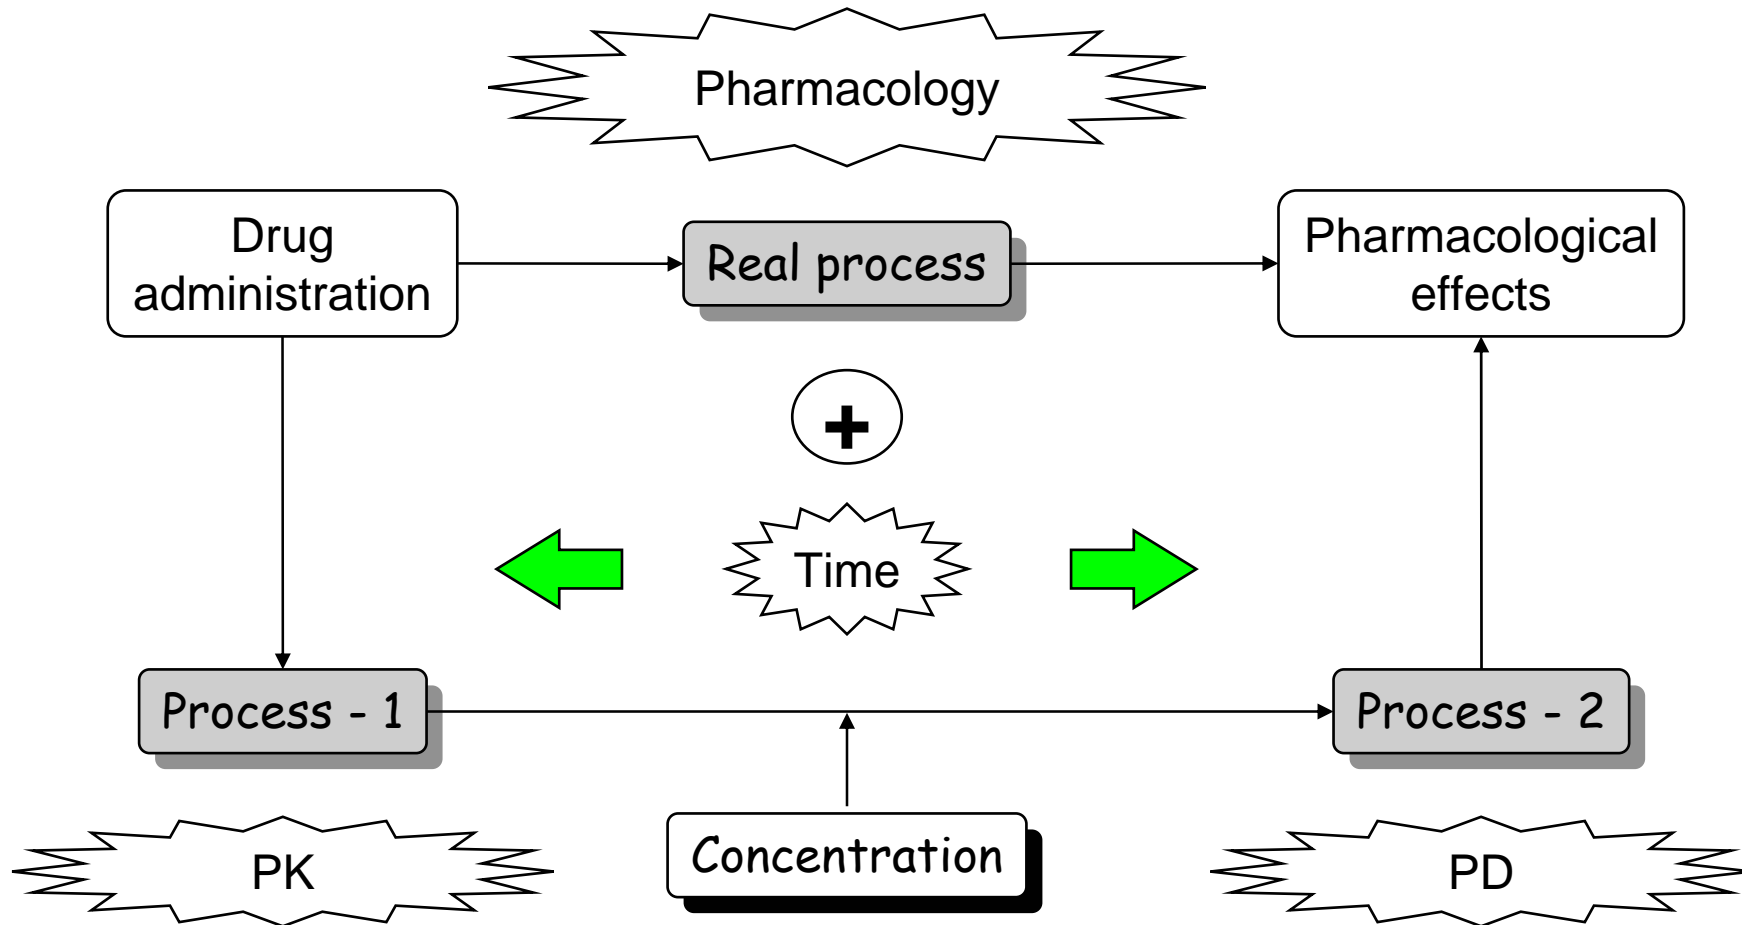 Pharmacology
Drug
administration
Real process
Pharmacological
effects
+
Time
Process - 1
Process - 2
Concentration
PK
PD